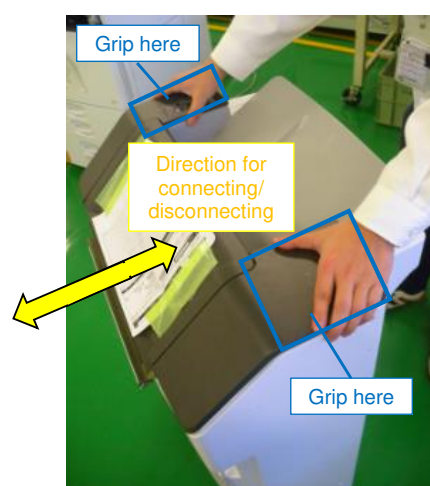 Grip here
Direction for
connecting/
disconnecting
Grip here